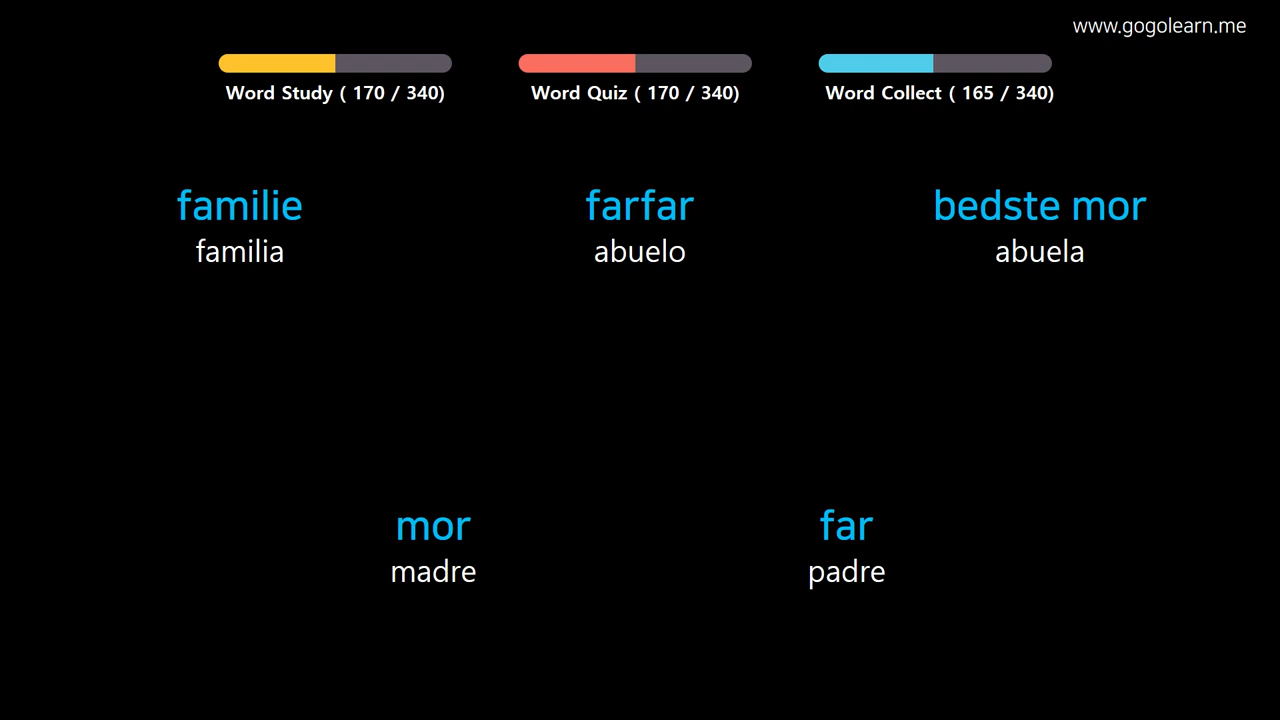 www.gogolearn.me
Word Study ( 170 / 340)
Word Quiz ( 170 / 340)
Word Collect ( 165 / 340)
familie
familia
farfar
abuelo
bedste mor
abuela
mor
madre
far
padre